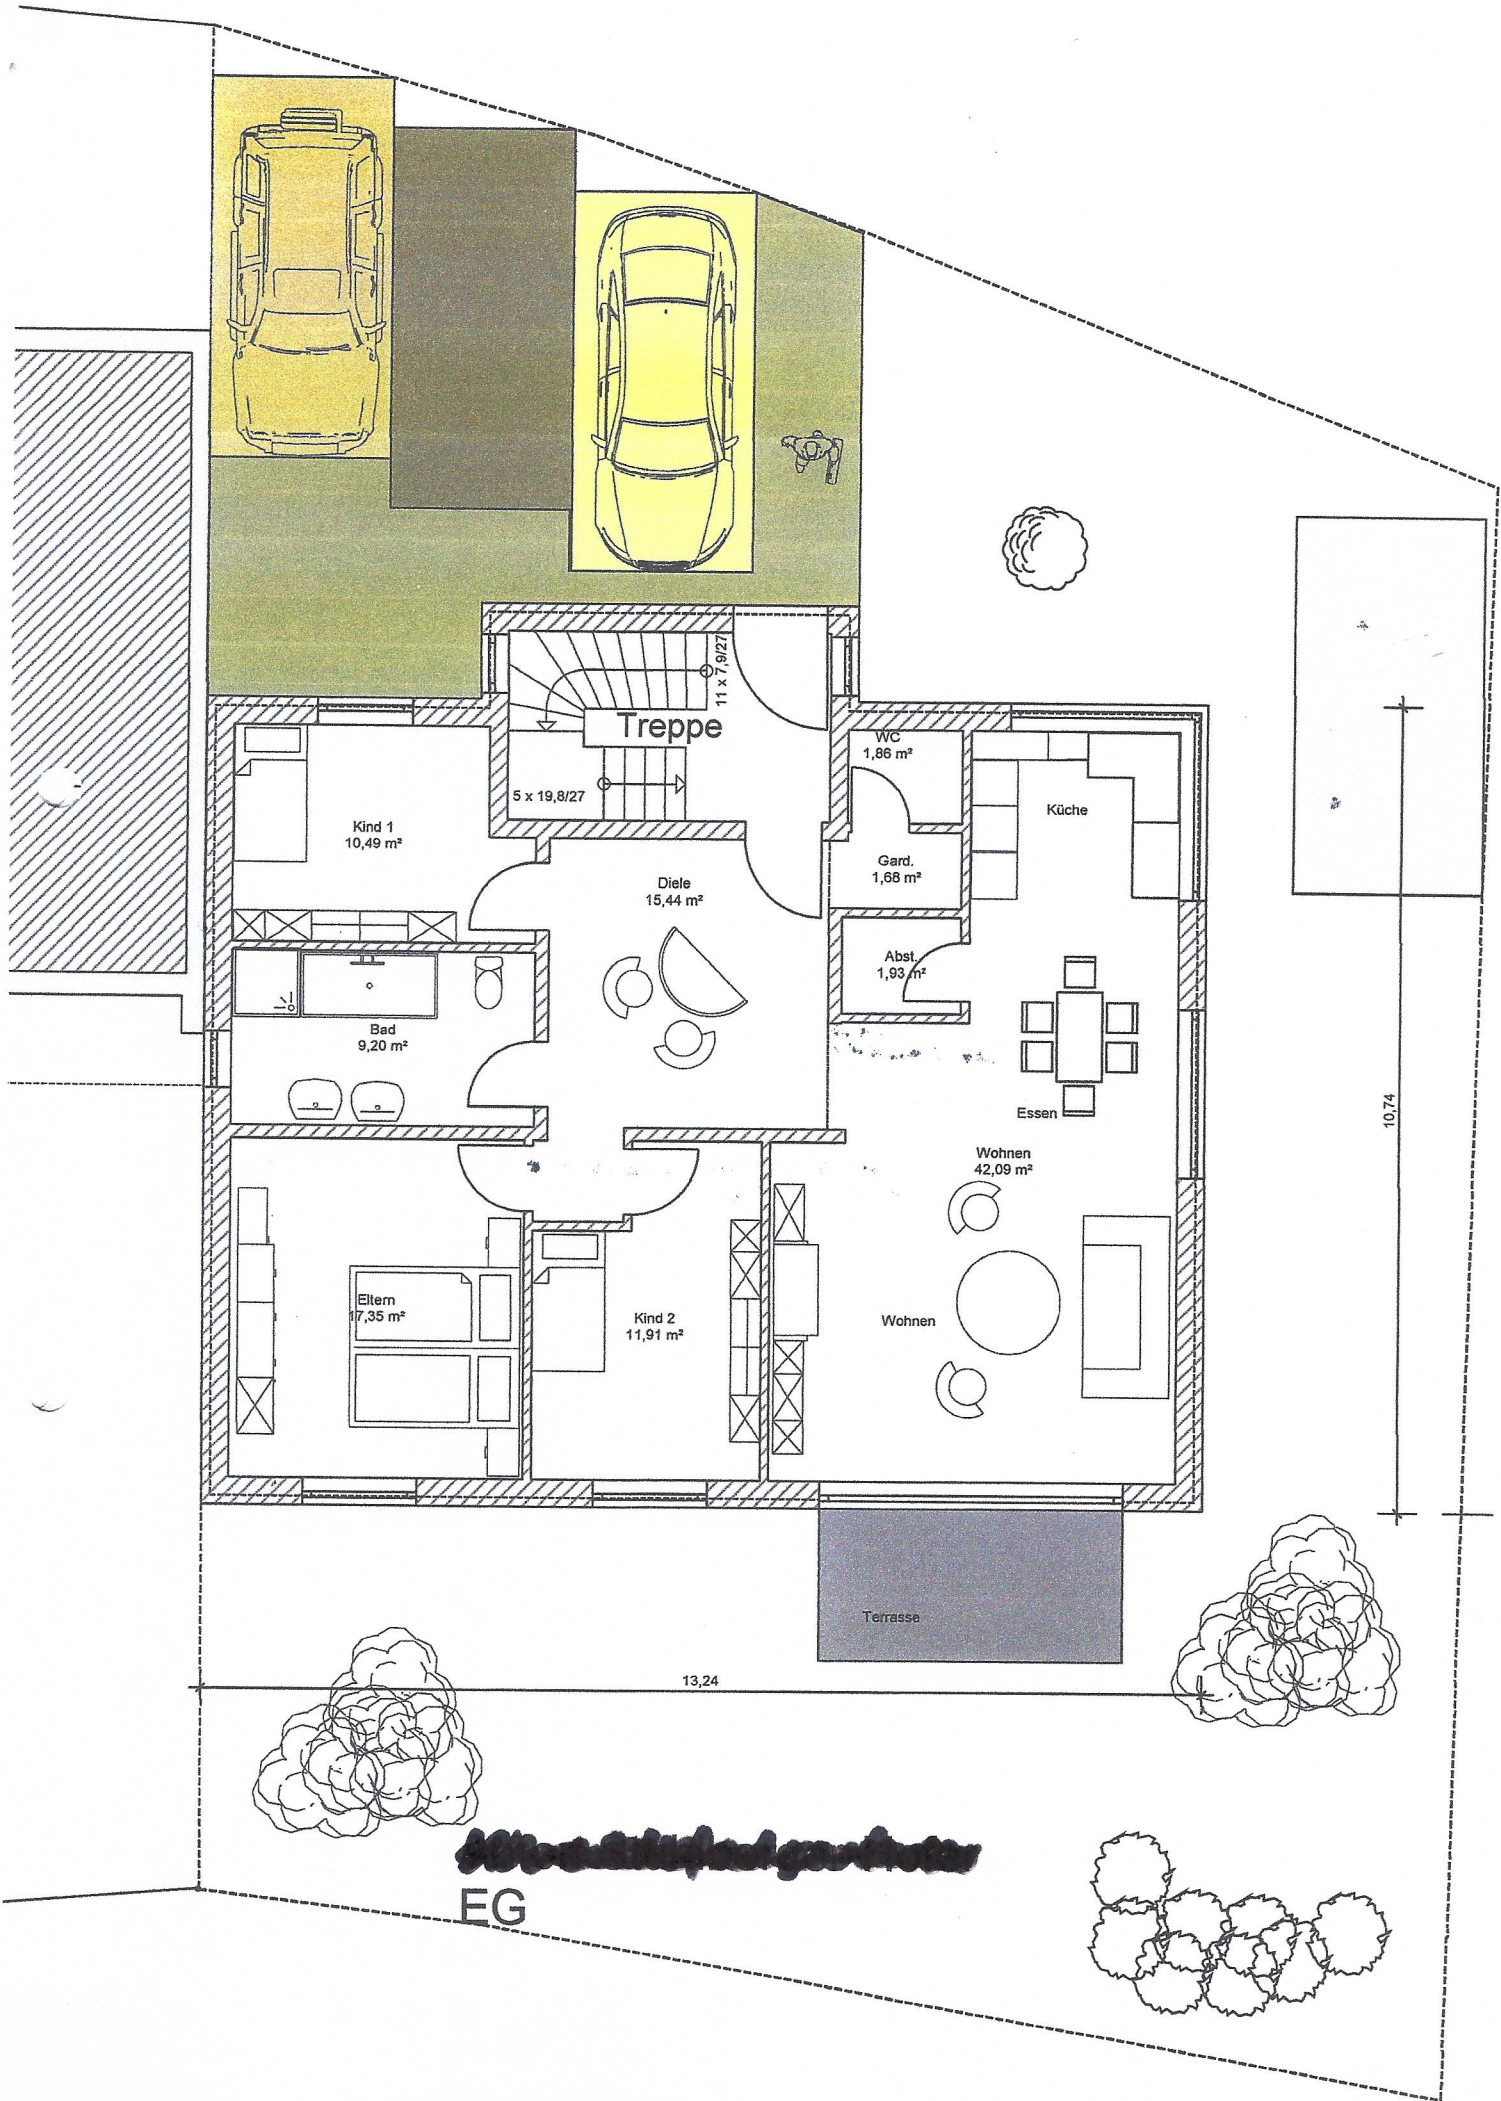 11 x 7,9/27
Treppe
5 x 19,8/27
WC
1,86 m²
Küche
Kind 1
10,49 m²
Gard.
1,68 m²
Diele
15,44 m²
Abst.
1,93 m²
Bad
9,20 m²
Essen
10,74
Wohnen
42,09 m²
Eltern
17,35 m²
Kind 2
11,91 m²
Wohnen
Terrasse
13,24
EG